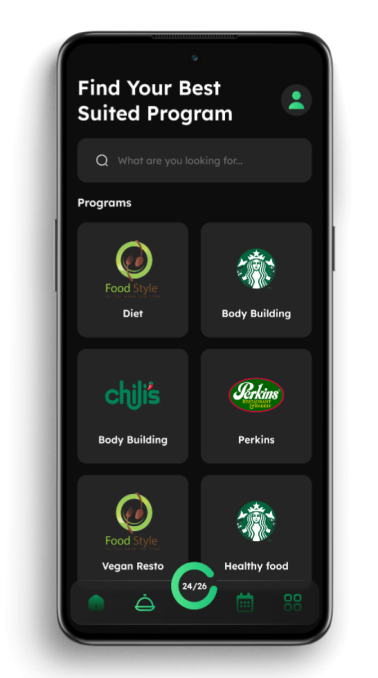 Find Your Best
Suited Program
What are you looking for...
Programs
Food Style
Diet
Body Building
chili's
Body Building
Perkins
RESTAURANT
& BAKERY
Perkins
Food Style
Vegan Resto
Healthy food
24/26